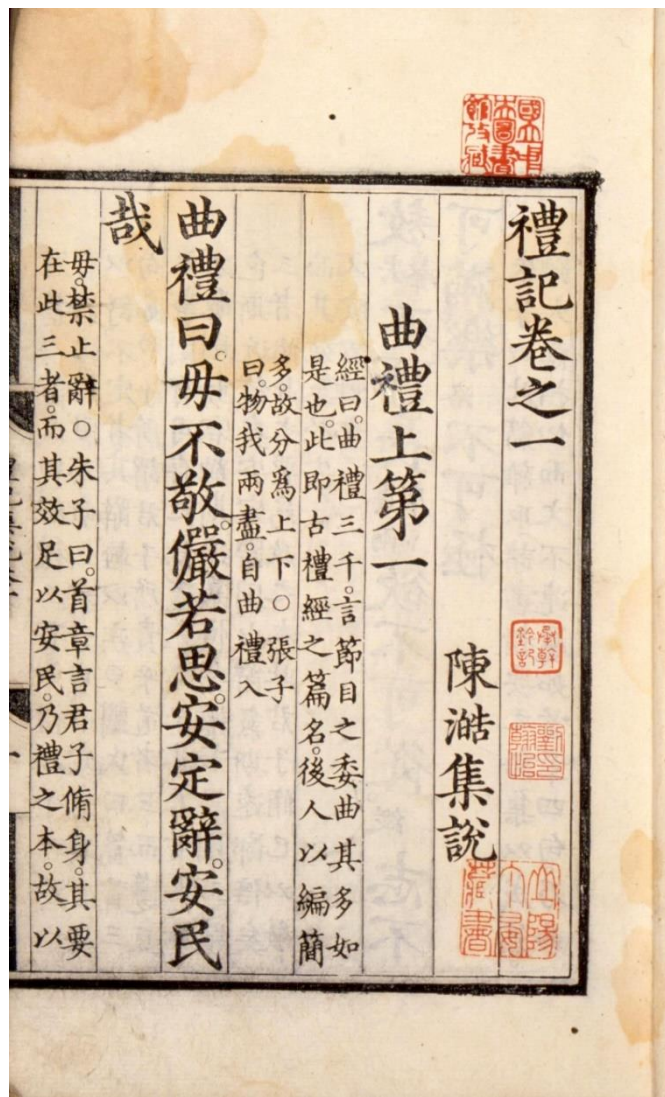 禮記卷之一
陳澔集說
曲禮上第一
經曰。曲禮三千。言節目之委曲其多如
是也。此即古禮經之篇名。後人以編簡
多。故分爲上下〇張子
曰。物我兩盡。自曲禮入
曲禮曰。毋不敬。儼若思。安定辭。安民
哉
毋。禁止辭〇朱子曰。首章言君子脩身。其要
在此三者。而其效足以安民。乃禮之本。故以